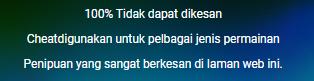 100% Tidak dapat dikesan
Cheatdigunakan untuk pelbagai jenis permainan
Penipuan yang sangat berkesan di laman web ini.